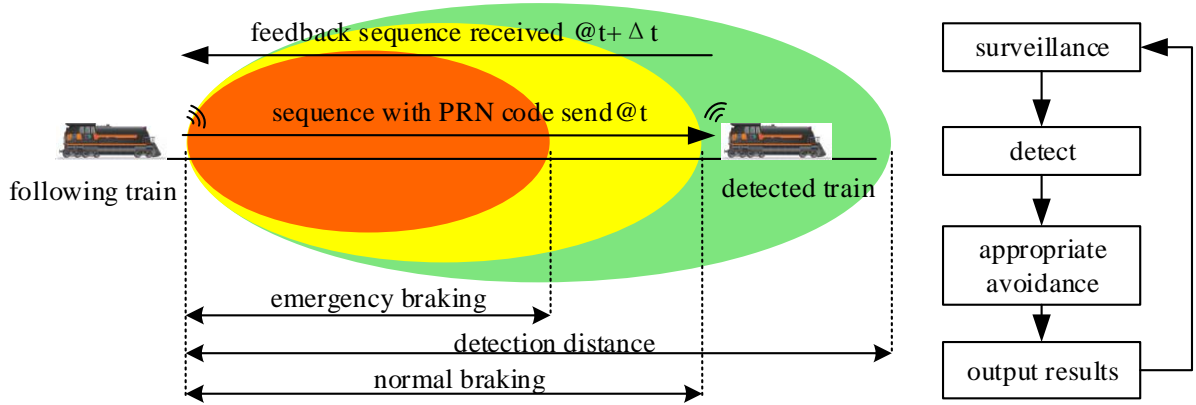 feedback sequence received @t+ Δ t
sequence with PRN code send@t
following train
detected train
emergency braking
detection distance
normal braking
surveillance
detect
appropriate
avoidance
output results